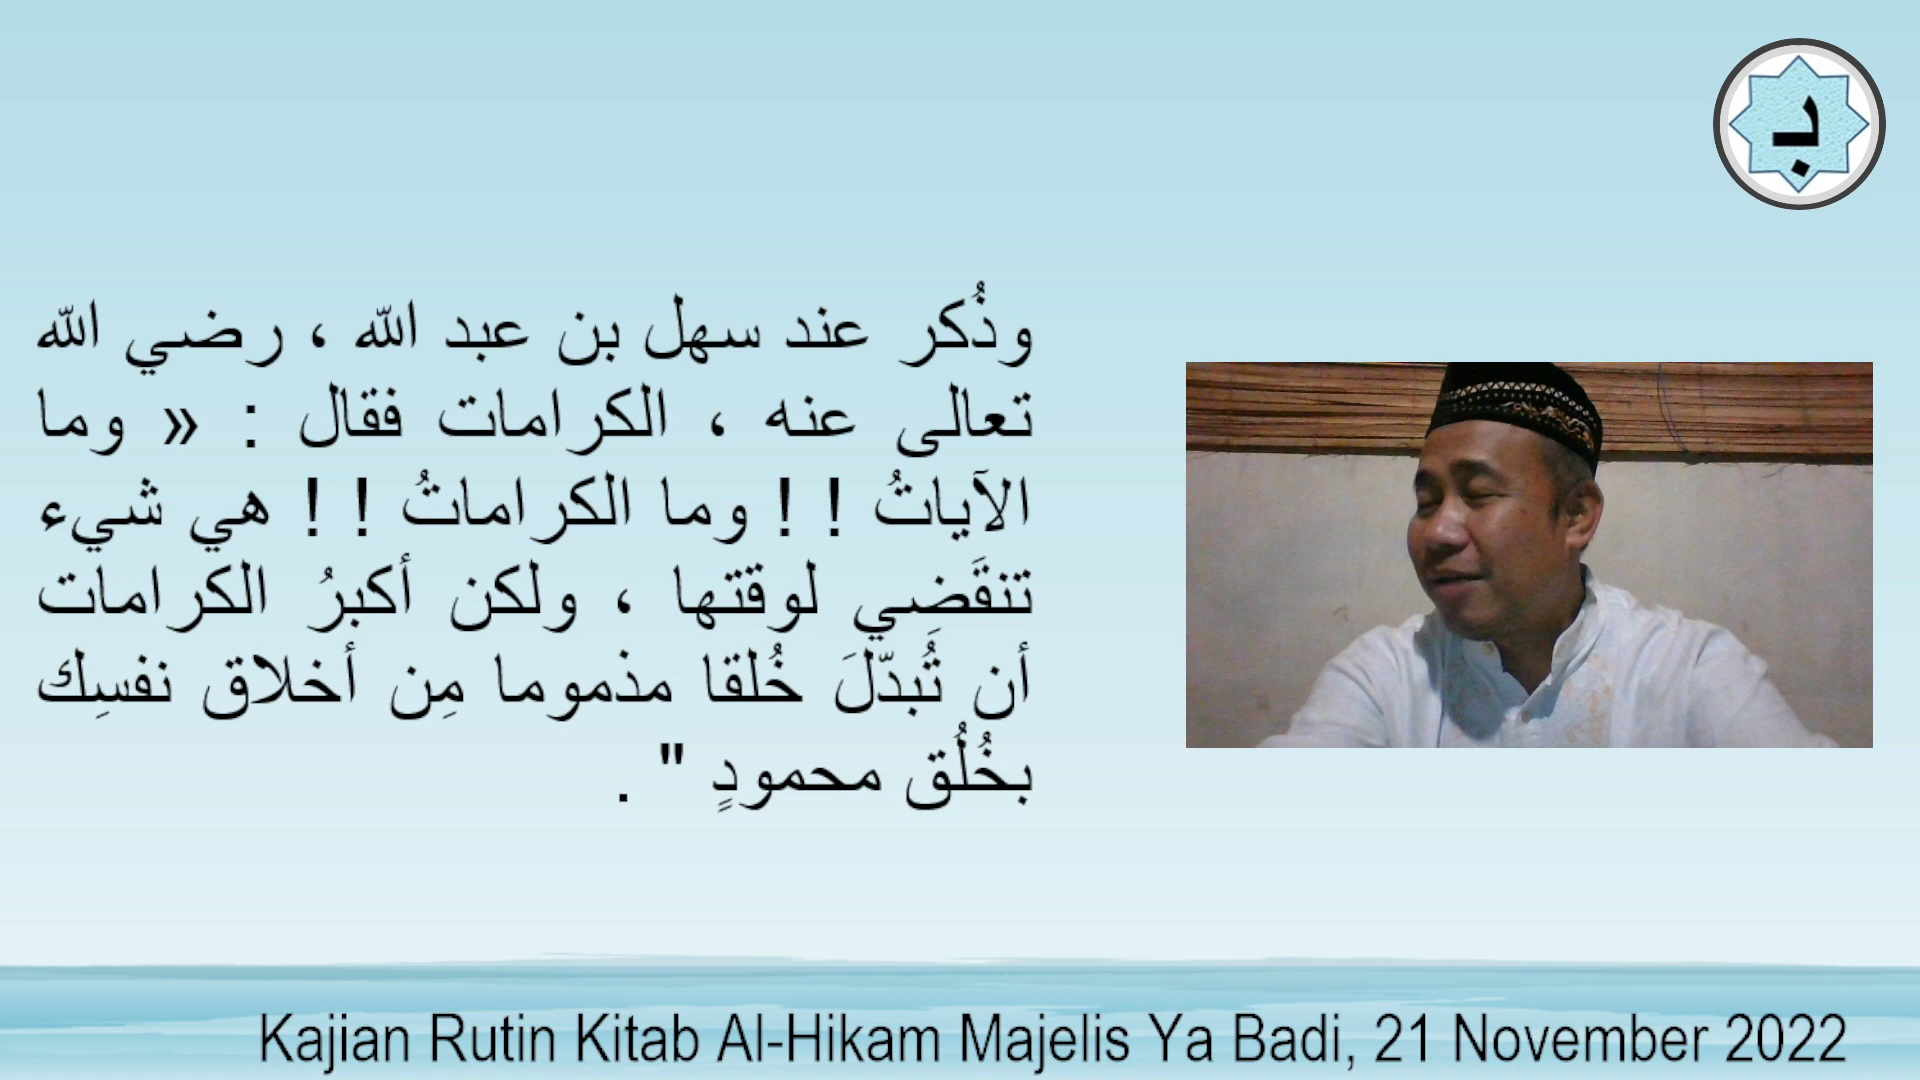 وذُكر عند سهل بن عبد الله ، رضي الله
تعالى عنه ، الكرامات فقال : « وما
الآياتُ ! ! وما الكراماتُ ! ! هي شيء
تنقَضِي لوقتها ، ولكن أكبرُ الكرامات
أن تُبدّلَ خُلقا مذموما مِن أخلاق نفسِك
بخُلُق محمودٍ " .
Kajian Rutin Kitab Al-Hikam Majelis Ya Badi, 21 November 2022